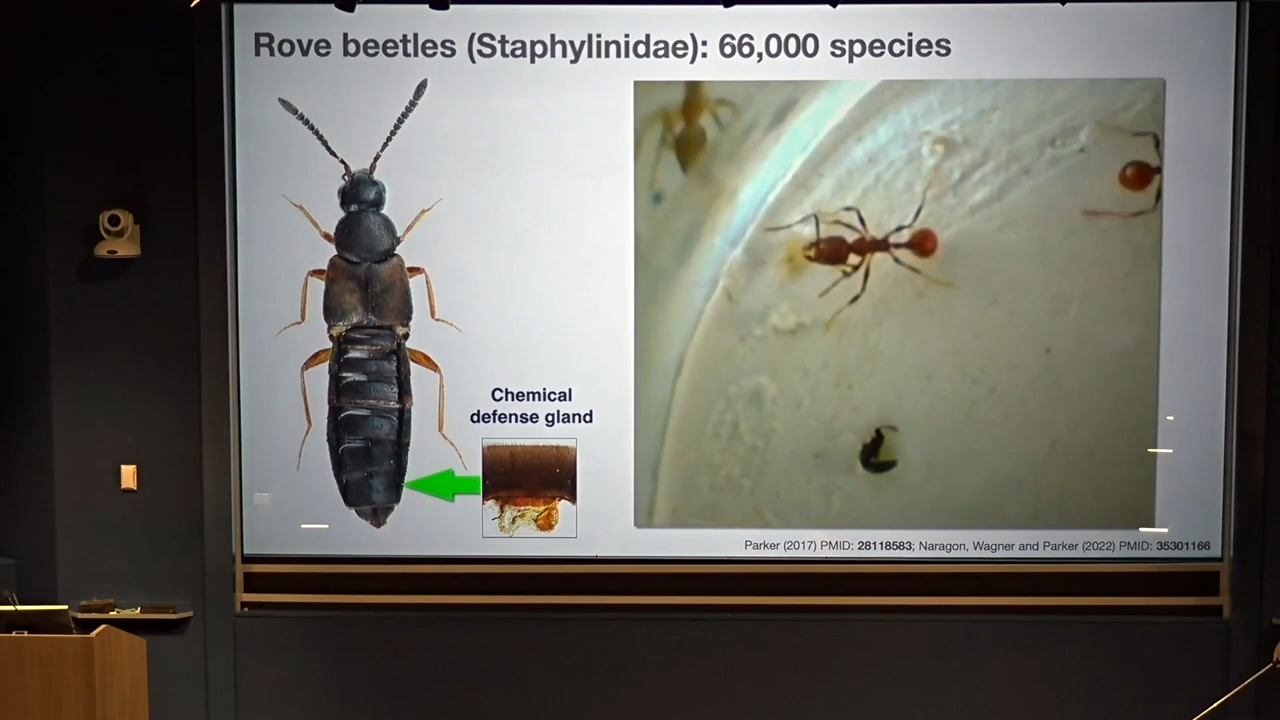 Rove beetles (Staphylinidae): 66,000 species
Chemical
defense gland
Parker (2017) PMID: 28118583; Naragon, Wagner and Parker (2022) PMID: 35301166